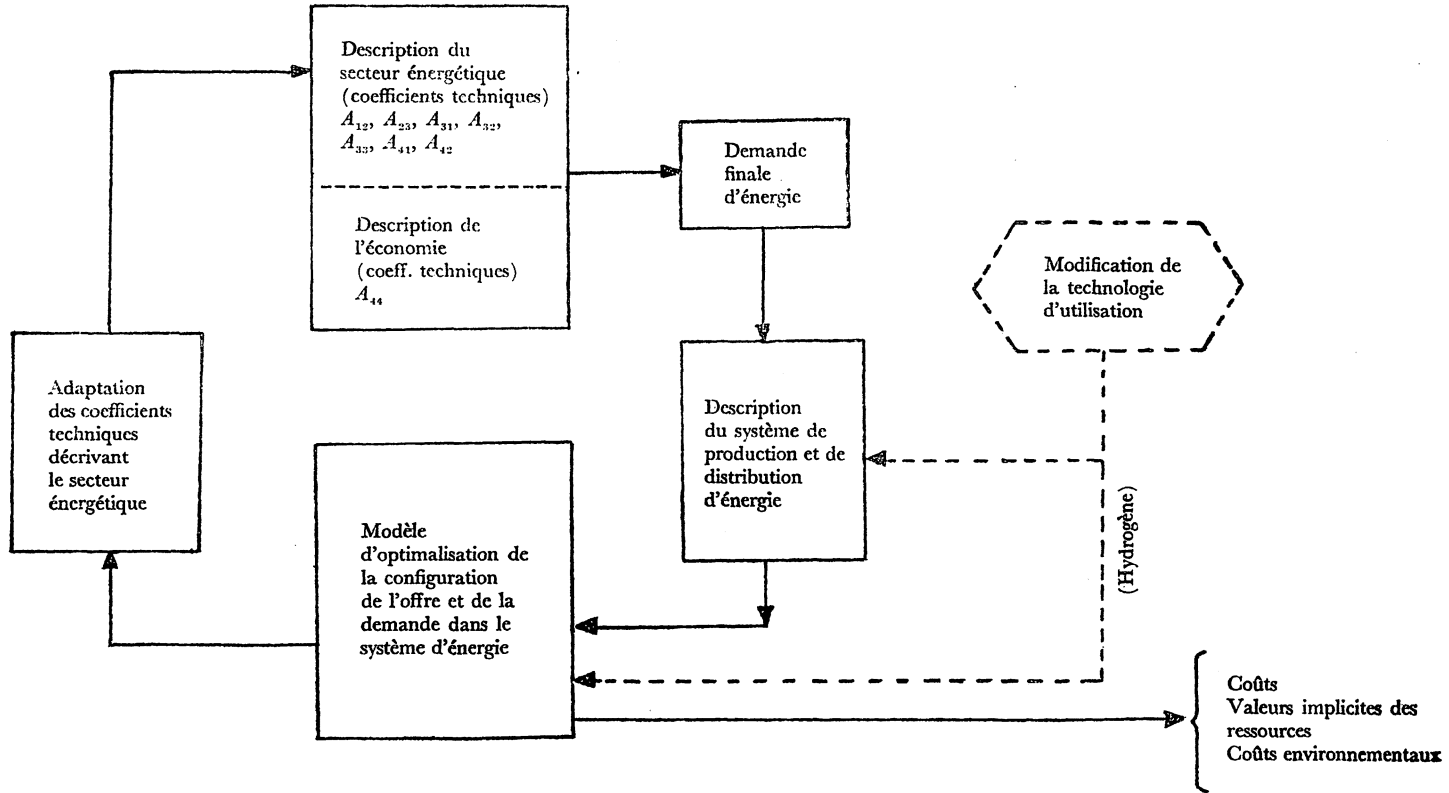 Description du
secteur énergétique
(coefficients techniques)
A₁₂, A₂₃, A₃₁, A₃₂,
A₃₃, A₄₁, A₄₂
Description de
l'économie
(coeff. techniques)
A₄₄
Demande
finale
d'énergie
Modification de
la technologie
d'utilisation
Adaptation
des coefficients
techniques
décrivant
le secteur
énergétique
Description
du système de
production et de
distribution
d'énergie
Modèle
d'optimalisation de
la configuration
de l'offre et de la
demande dans le
système d'énergie
(Hydrogène)
Coûts
Valeurs implicites des
ressources
Coûts environnementaux